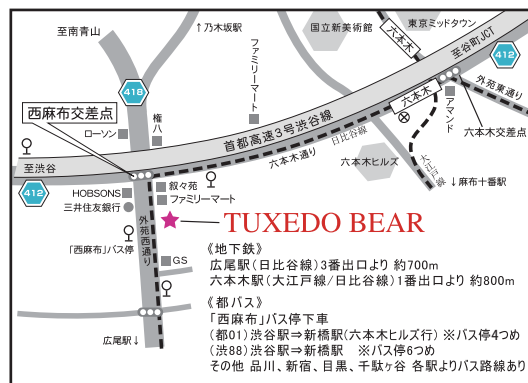 至南青山
↑乃木坂駅
国立新美術館
東京ミッドタウン
六本木
至谷町JCT
412
外苑東通り
ファミリーマート
418
西麻布交差点
権八
ローソン
首都高速3号渋谷線
六本木
アマンド
六本木交差点
日比谷線
六本木通り
六本木ヒルズ
大江戸線
↓麻布十番駅
至渋谷
412
HOBSONS
三井住友銀行
叙々苑
ファミリーマート
外苑西通り
「西麻布」バス停
GS
広尾駅↓
TUXEDO BEAR
《地下鉄》
広尾駅(日比谷線)3番出口より 約700m
六本木駅(大江戸線/日比谷線)1番出口より 約800m
《都バス》
「西麻布」バス停下車
(都01)渋谷駅⇒新橋駅(六本木ヒルズ行) ※バス停4つめ
(渋88)渋谷駅⇒新橋駅 ※バス停6つめ
その他 品川、新宿、目黒、千駄ヶ谷 各駅よりバス路線あり